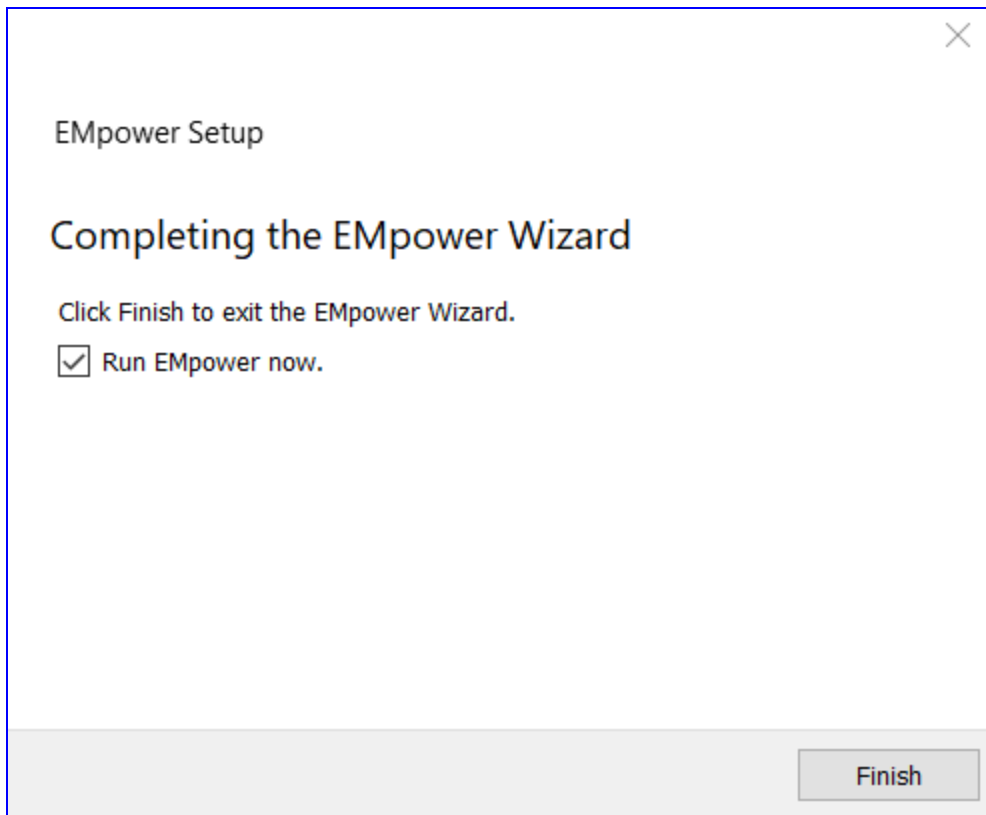 EMpower Setup
Completing the EMpower Wizard
Click Finish to exit the EMpower Wizard.
Run EMpower now.
Finish